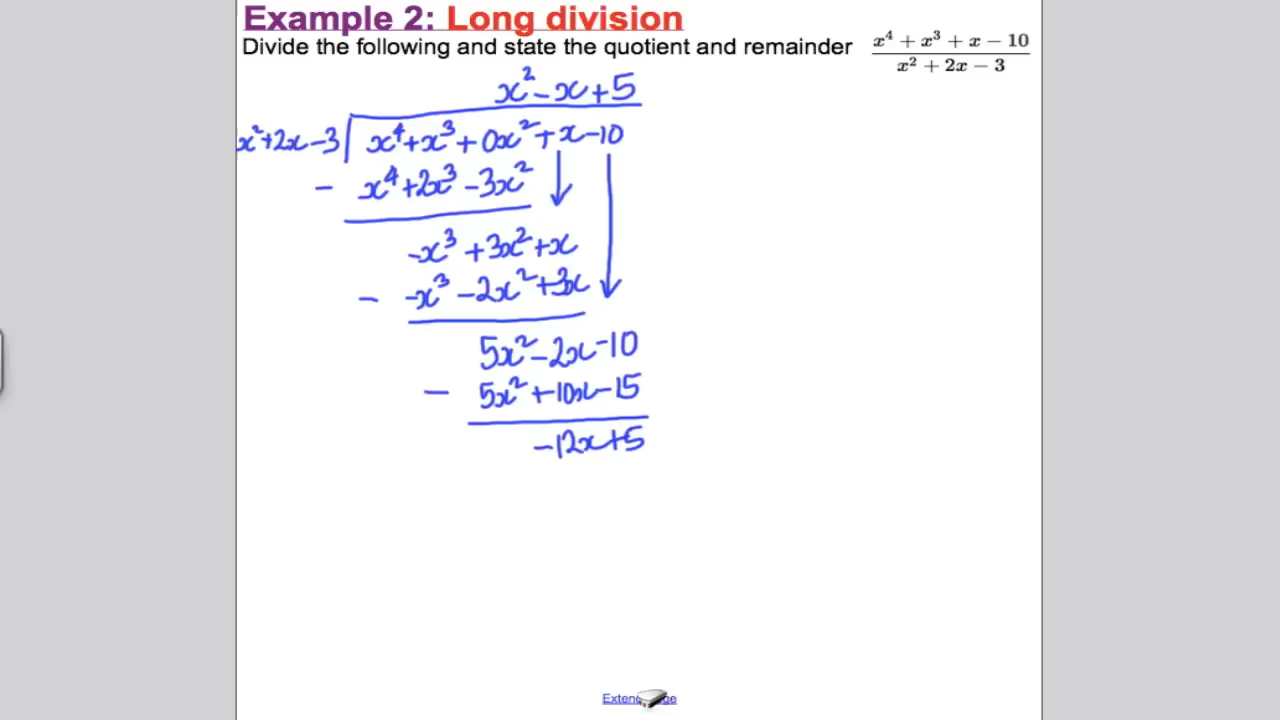 Example 2: Long division
Divide the following and state the quotient and remainder x⁴ + x³ + x − 10 / x² + 2x − 3
x² - x + 5
x²+2x-3 | x⁴+x³+0x²+x-10
- x⁴+2x³-3x²
-x³+3x²+x
- -x³-2x²+3x
5x²-2x-10
- 5x²+10x-15
-12x+5